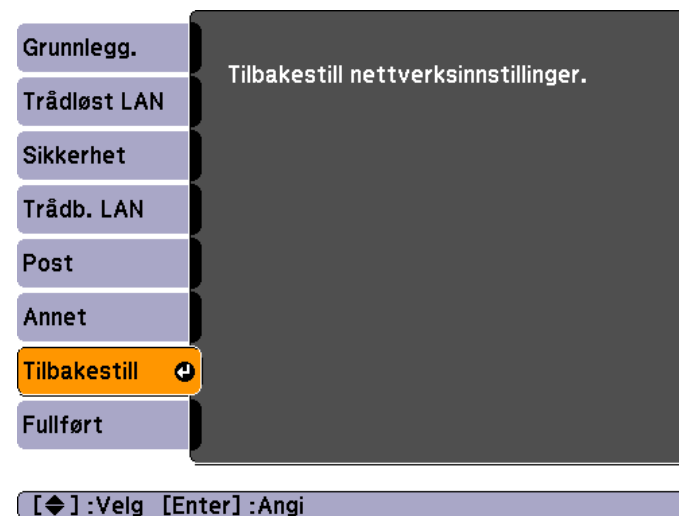 Grunnlegg.
Trådløst LAN
Sikkerhet
Trådb. LAN
Post
Annet
Tilbakestill
Fullført
Tilbakestill nettverksinnstillinger.
[◆] :Velg [Enter] :Angi